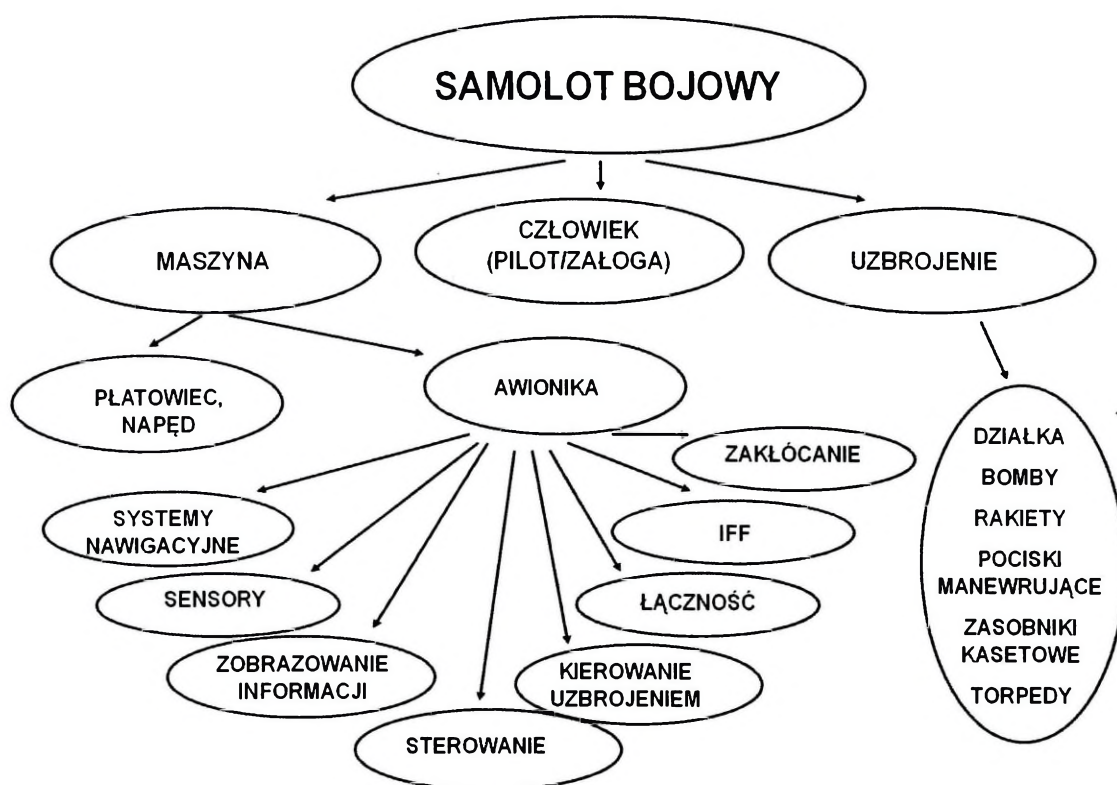 SAMOLOT BOJOWY
MASZYNA
CZŁOWIEK
(PILOT/ZAŁOGA)
UZBROJENIE
PŁATOWIEC,
NAPĘD
AWIONIKA
ZAKŁÓCANIE
SYSTEMY
NAWIGACYJNE
IFF
SENSORY
ŁĄCZNOŚĆ
ZOBRAZOWANIE
INFORMACJI
KIEROWANIE
UZBROJENIEM
STEROWANIE
DZIAŁKA
BOMBY
RAKIETY
POCISKI
MANEWRUJĄCE
ZASOBNIKI
KASETOWE
TORPEDY